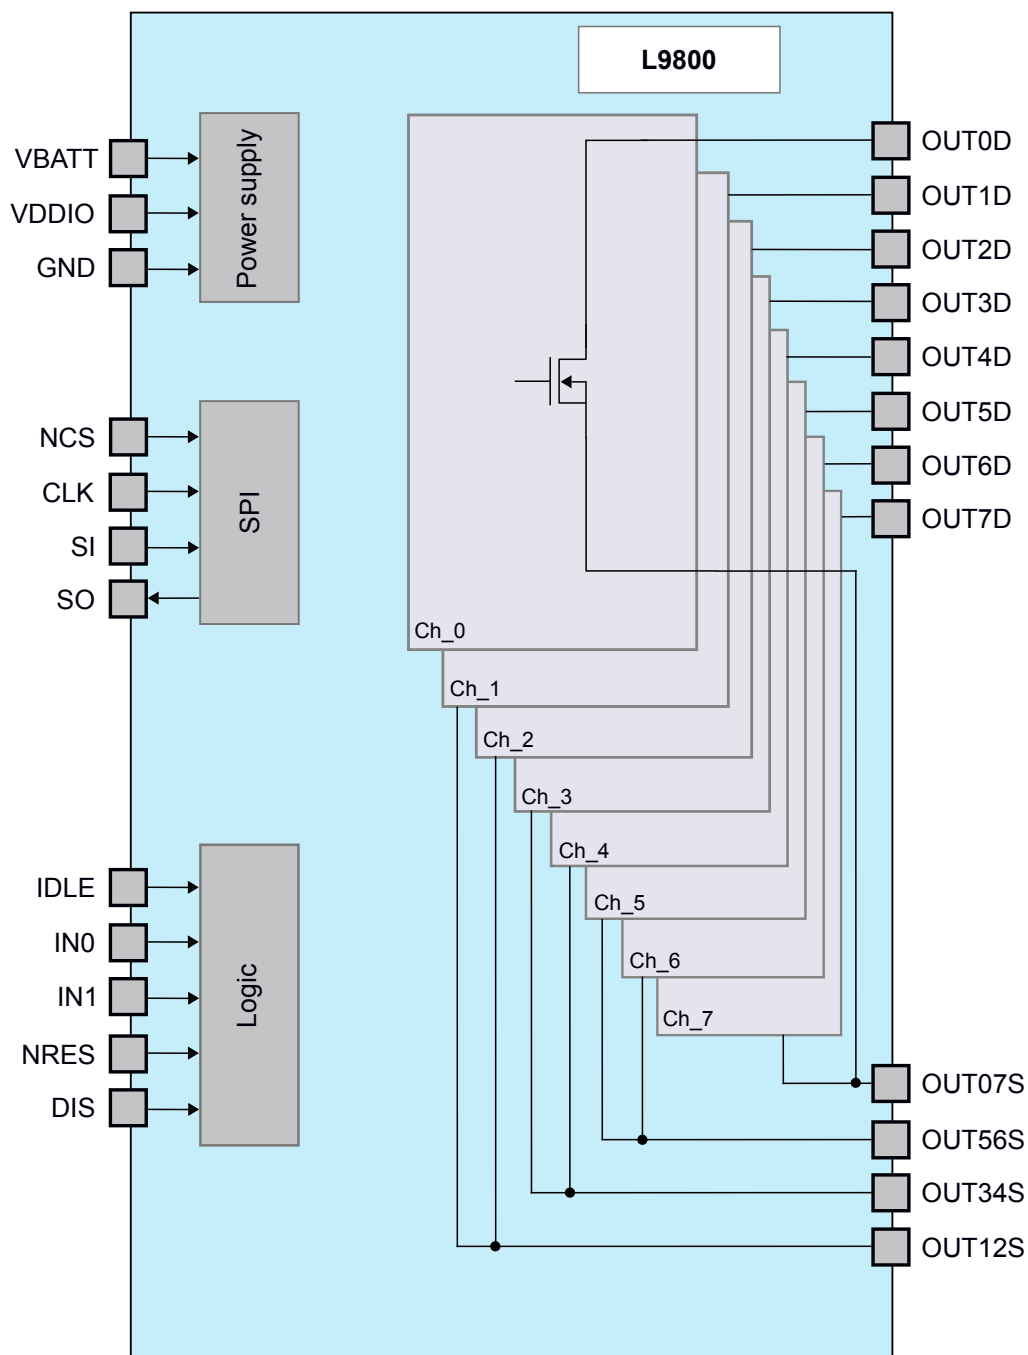 L9800
VBATT
VDDIO
GND
Power supply
NCS
CLK
SI
SO
SPI
IDLE
IN0
IN1
NRES
DIS
Logic
Ch_0
Ch_1
Ch_2
Ch_3
Ch_4
Ch_5
Ch_6
Ch_7
OUT0D
OUT1D
OUT2D
OUT3D
OUT4D
OUT5D
OUT6D
OUT7D
OUT07S
OUT56S
OUT34S
OUT12S